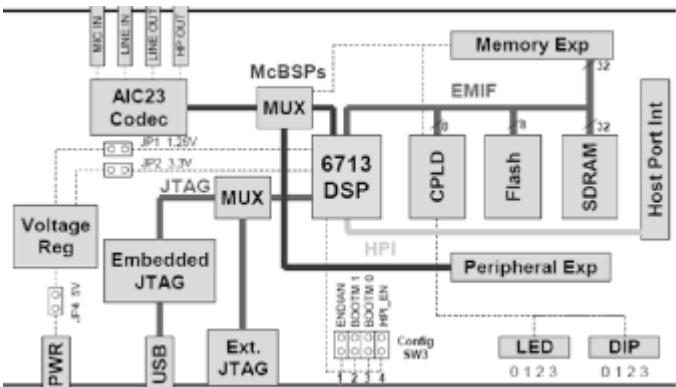 MIC IN
LINE IN
LINE OUT
HP OUT
Memory Exp
McBSPs
32
AIC23
Codec
MUX
EMIF
8
8
32
JP1 1.26V
JP2 3.3V
6713
DSP
CPLD
Flash
SDRAM
Host Port Int
JTAG
MUX
Voltage
Reg
HPI
Embedded
JTAG
Peripheral Exp
JP4 5V
ENDIAN
BOOTM 1
BOOTM 0
HPI_EN
Config
SW3
1 2 3 4
PWR
USB
Ext.
JTAG
LED
DIP
0 1 2 3
0 1 2 3